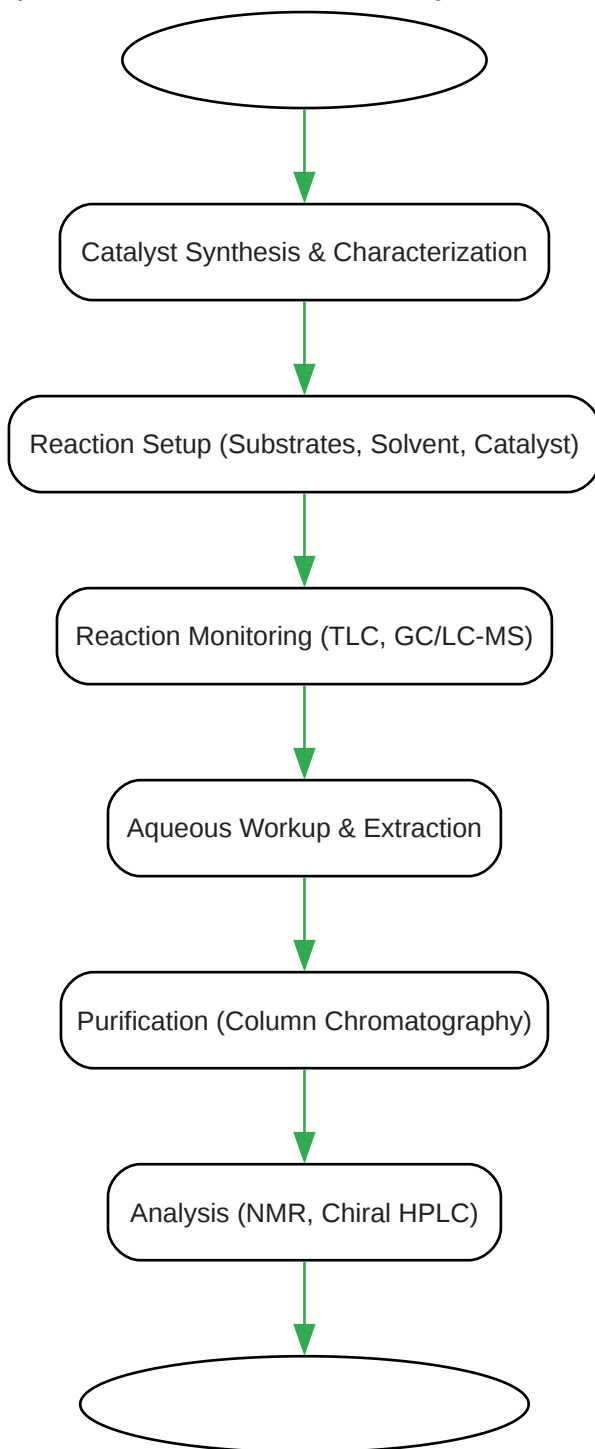 Catalyst Synthesis & Characterization
Reaction Setup (Substrates, Solvent, Catalyst)
Reaction Monitoring (TLC, GC/LC-MS)
Aqueous Workup & Extraction
Purification (Column Chromatography)
Analysis (NMR, Chiral HPLC)